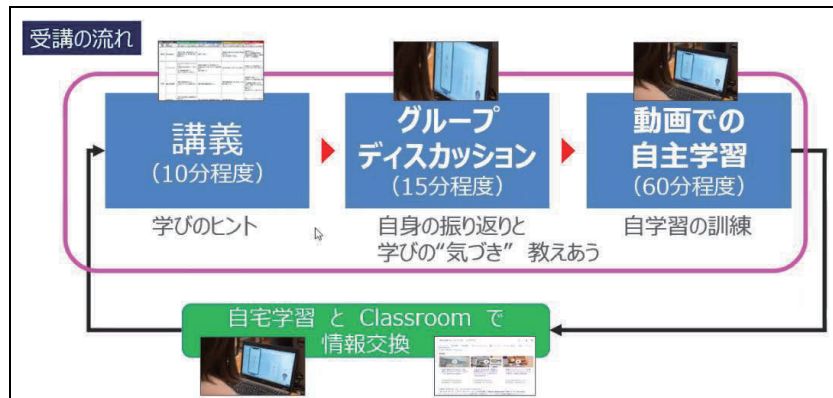 受講の流れ
講義
（10分程度）
学びのヒント
グループ
ディスカッション
（15分程度）
自身の振り返りと
学びの“気づき” 教えあう
動画での
自主学習
（60分程度）
自学習の訓練
自宅学習 と Classroom で
情報交換